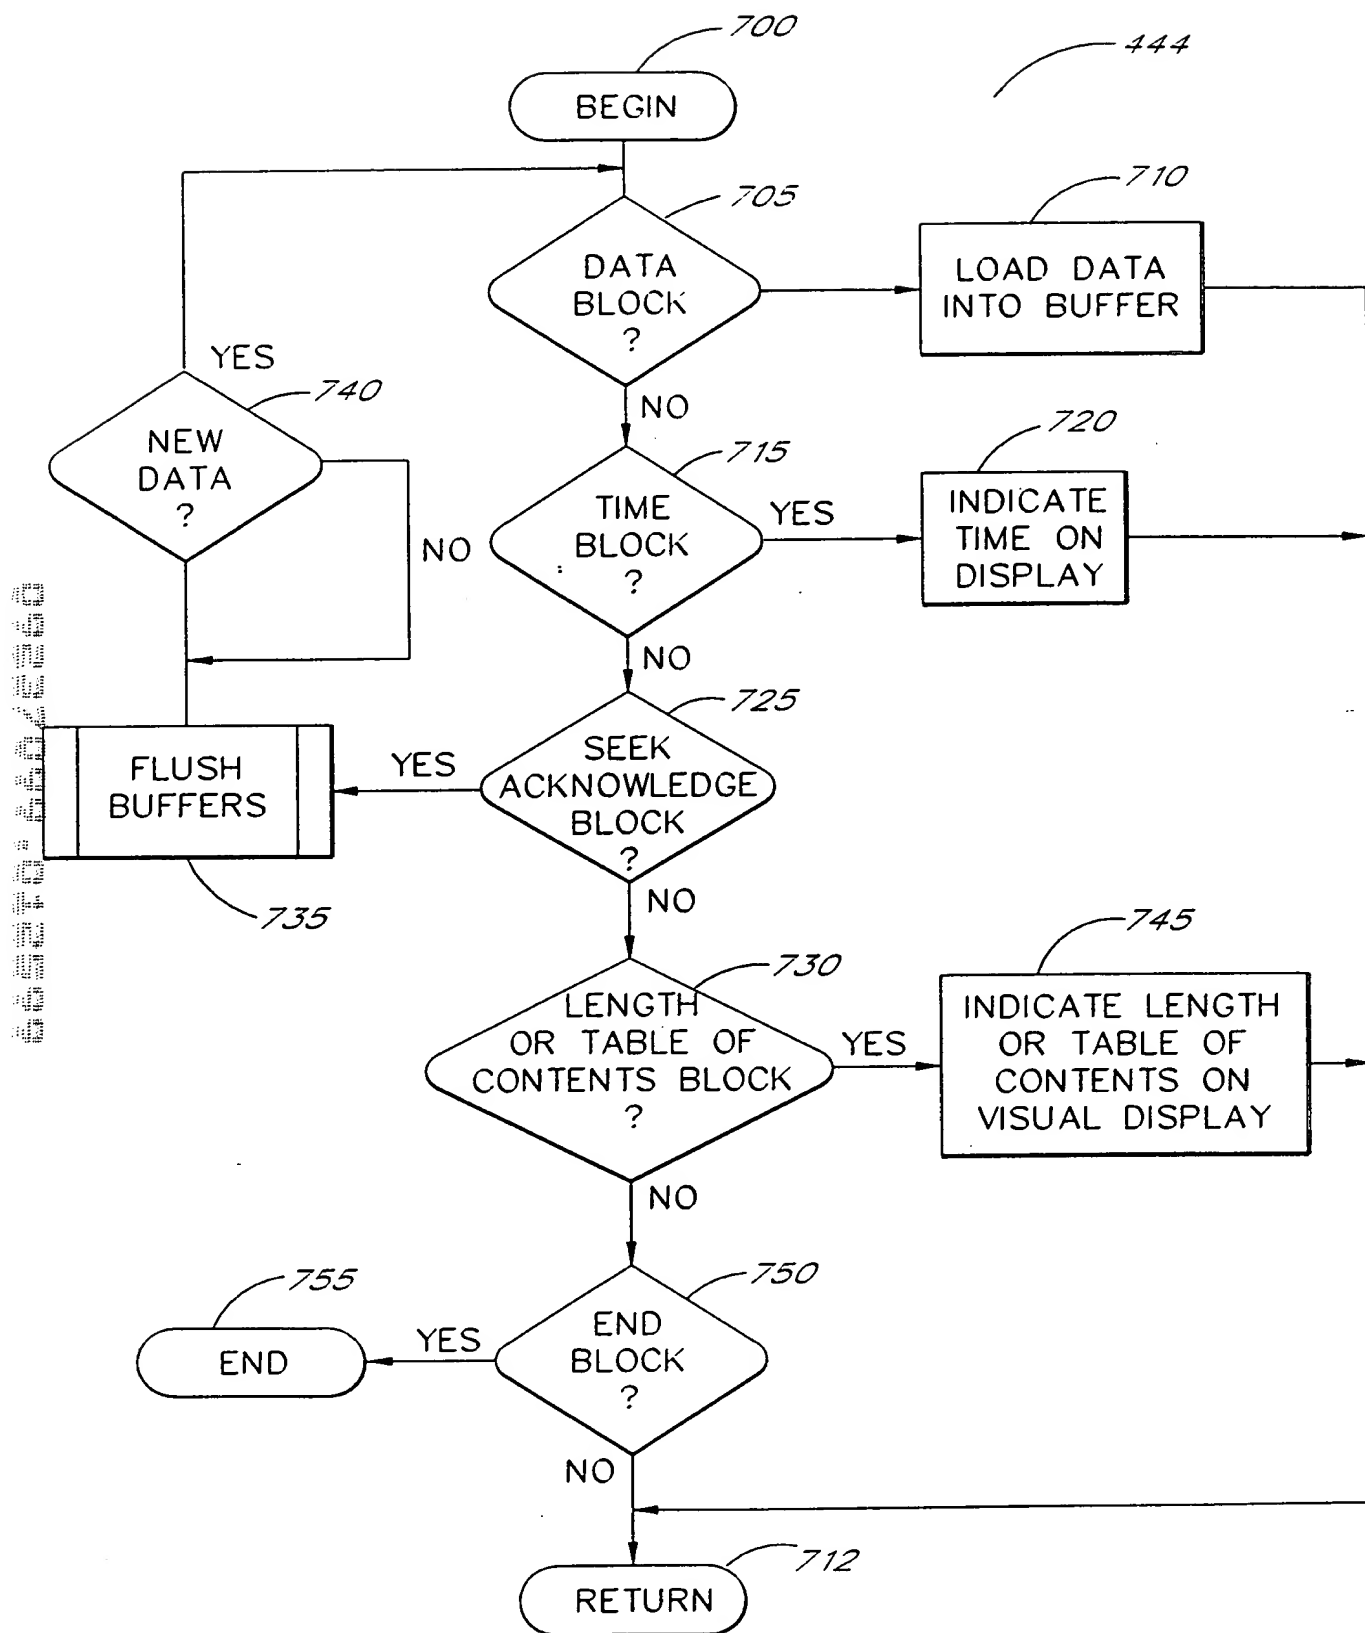 700
444
BEGIN
705
710
DATA
BLOCK
?
LOAD DATA
INTO BUFFER
YES
740
NO
NEW
DATA
?
715
720
TIME
BLOCK
?
YES
INDICATE
TIME ON
DISPLAY
NO
NO
725
SEEK
ACKNOWLEDGE
BLOCK
?
YES
FLUSH
BUFFERS
735
NO
730
745
LENGTH
OR TABLE OF
CONTENTS BLOCK
?
YES
INDICATE LENGTH
OR TABLE OF
CONTENTS ON
VISUAL DISPLAY
NO
755
750
END
BLOCK
?
YES
END
NO
712
RETURN